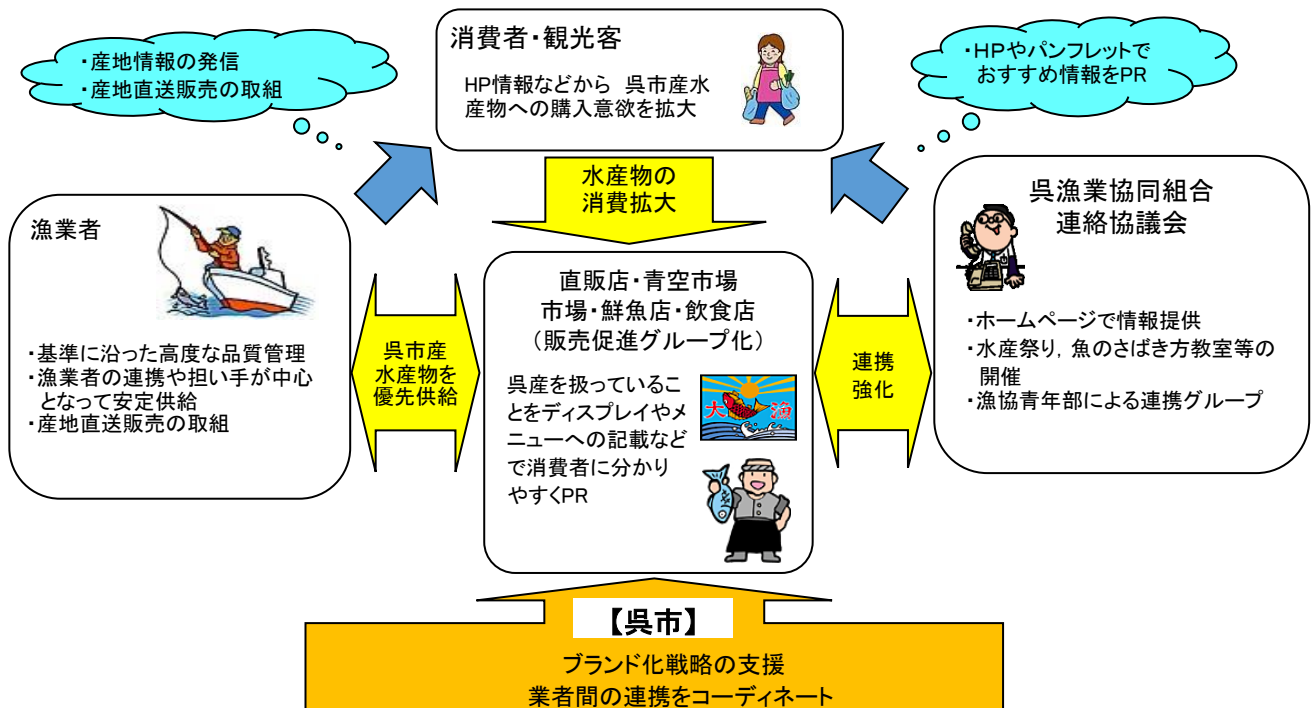 ・産地情報の発信
・産地直送販売の取組
消費者・観光客
HP情報などから　呉市産水
産物への購入意欲を拡大
・HPやパンフレットで
おすすめ情報をPR
水産物の
消費拡大
漁業者
・基準に沿った高度な品質管理
・漁業者の連携や担い手が中心
となって安定供給
・産地直送販売の取組
呉市産
水産物を
優先供給
直販店・青空市場
市場・鮮魚店・飲食店
（販売促進グループ化）
呉産を扱っているこ
とをディスプレイやメ
ニューへの記載など
で消費者に分かり
やすくPR
大漁
連携
強化
呉漁業協同組合
連絡協議会
・ホームページで情報提供
・水産祭り，魚のさばき方教室等の
開催
・漁協青年部による連携グループ
【呉市】
ブランド化戦略の支援
業者間の連携をコーディネート